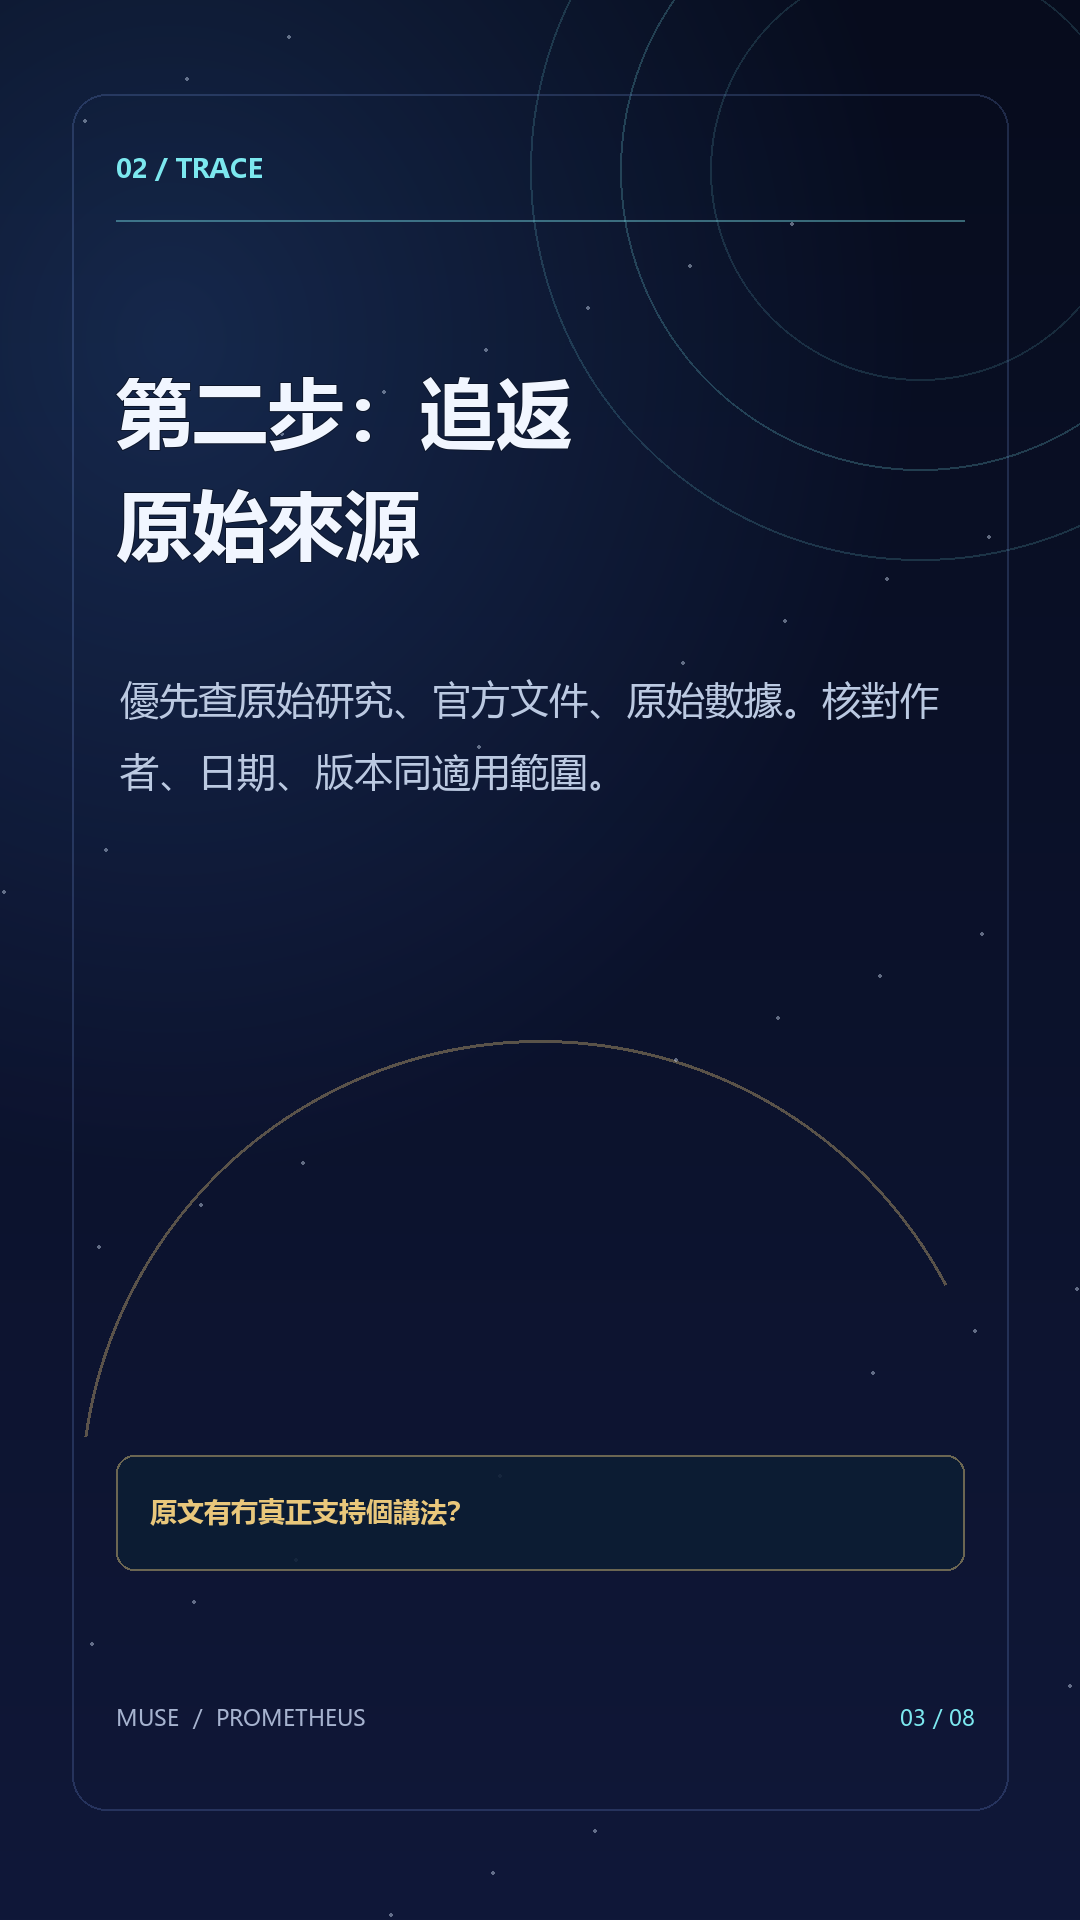 02 / TRACE
第二步：追返
原始來源
優先查原始研究、官方文件、原始數據。核對作
者、日期、版本同適用範圍。
原文有冇真正支持個講法?
MUSE / PROMETHEUS
03 / 08